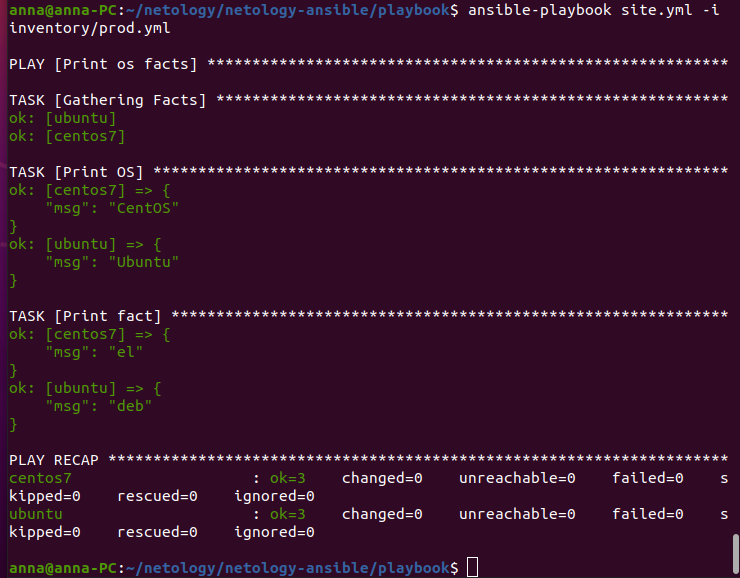 anna@anna-PC:~/netology/netology-ansible/playbook$ ansible-playbook site.yml -i
inventory/prod.yml

PLAY [Print os facts] **********************************************************

TASK [Gathering Facts] *********************************************************
ok: [ubuntu]
ok: [centos7]

TASK [Print OS] ****************************************************************
ok: [centos7] => {
    "msg": "CentOS"
}
ok: [ubuntu] => {
    "msg": "Ubuntu"
}

TASK [Print fact] **************************************************************
ok: [centos7] => {
    "msg": "el"
}
ok: [ubuntu] => {
    "msg": "deb"
}

PLAY RECAP *********************************************************************
centos7                    : ok=3    changed=0    unreachable=0    failed=0    s
kipped=0    rescued=0    ignored=0
ubuntu                     : ok=3    changed=0    unreachable=0    failed=0    s
kipped=0    rescued=0    ignored=0

anna@anna-PC:~/netology/netology-ansible/playbook$